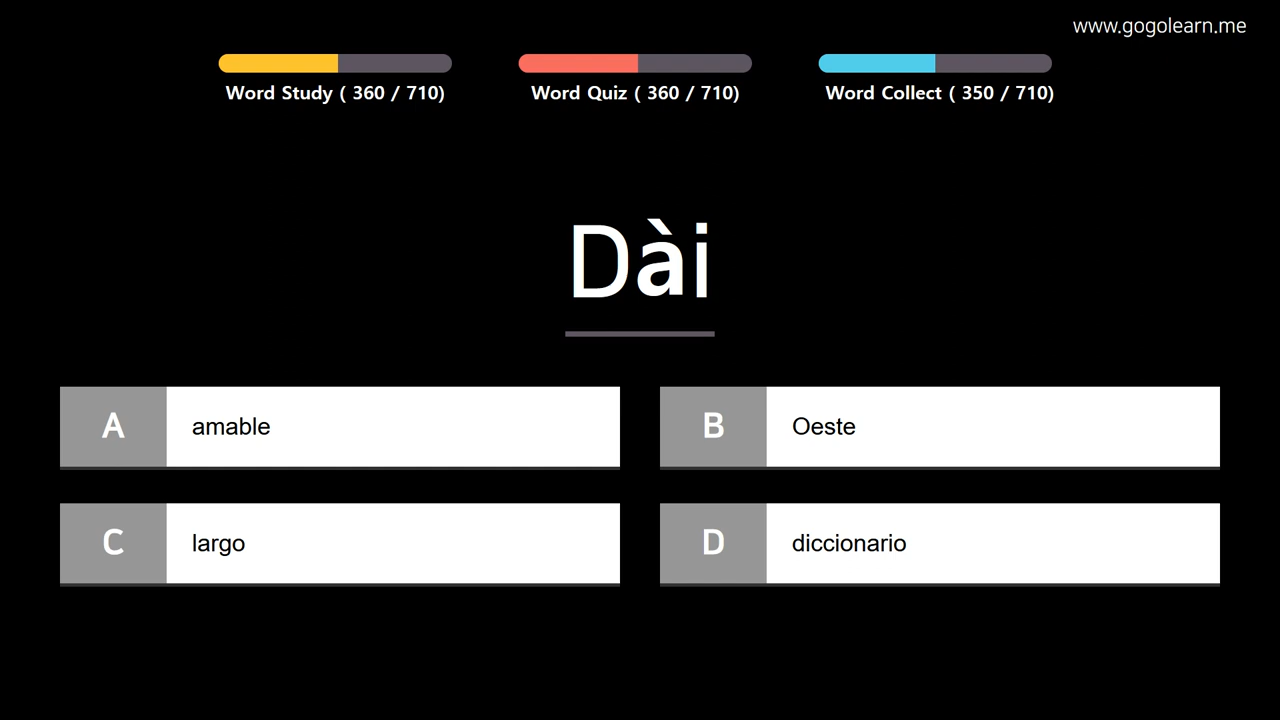 www.gogolearn.me
Word Study ( 360 / 710)
Word Quiz ( 360 / 710)
Word Collect ( 350 / 710)
Dài
A amable
B Oeste
C largo
D diccionario